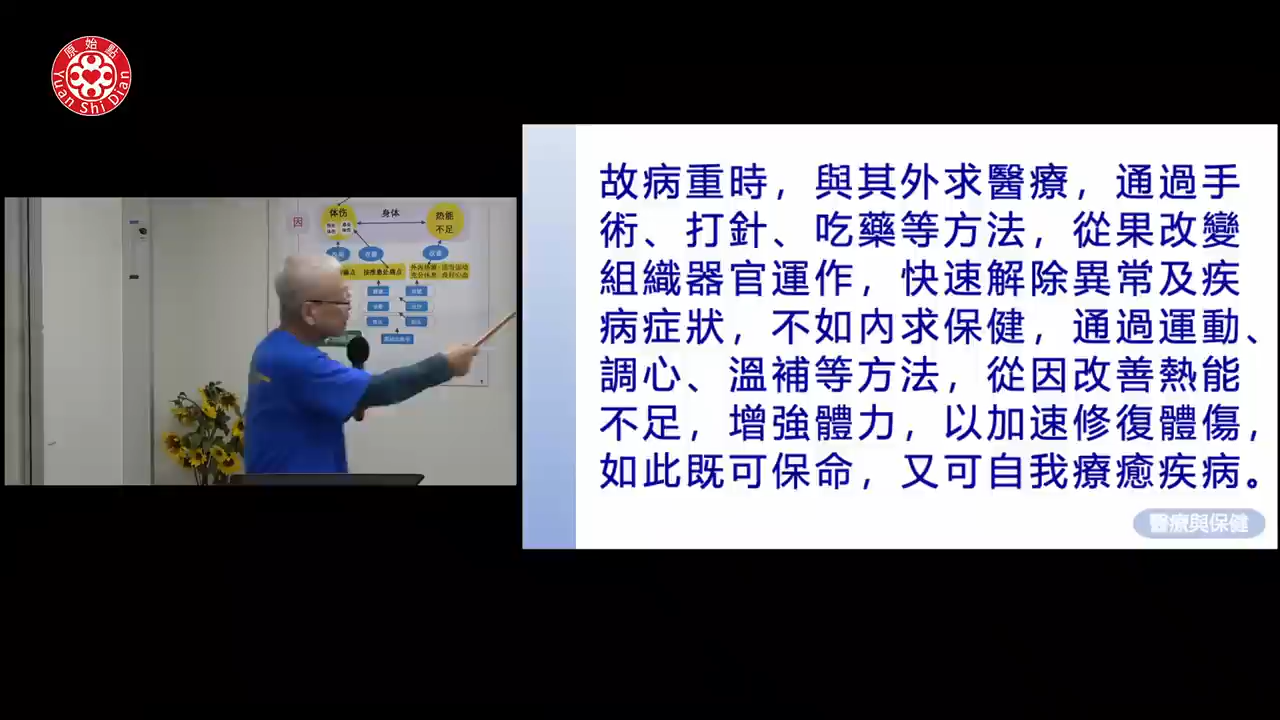 原始點
Yuan Shi Dian
因
体伤
身体
热能
不足
故病重時，與其外求醫療，通過手
術、打針、吃藥等方法，從果改變
組織器官運作，快速解除異常及疾
病症狀，不如內求保健，通過運動、
調心、溫補等方法，從因改善熱能
不足，增強體力，以加速修復體傷，
如此既可保命，又可自我療癒疾病。
醫療與保健